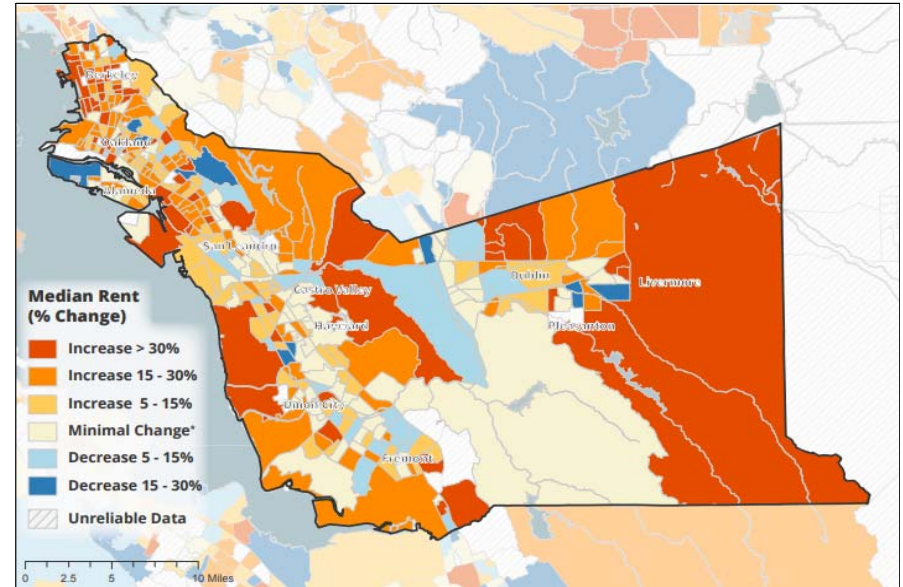 Berkeley
Oakland
Alameda
San Leandro
Castro Valley
Hayward
Dublin
Livermore
Pleasanton
Union City
Fremont
Median Rent
(% Change)
Increase > 30%
Increase 15 - 30%
Increase 5 - 15%
Minimal Change*
Decrease 5 - 15%
Decrease 15 - 30%
Unreliable Data
0 2.5 5 10 Miles